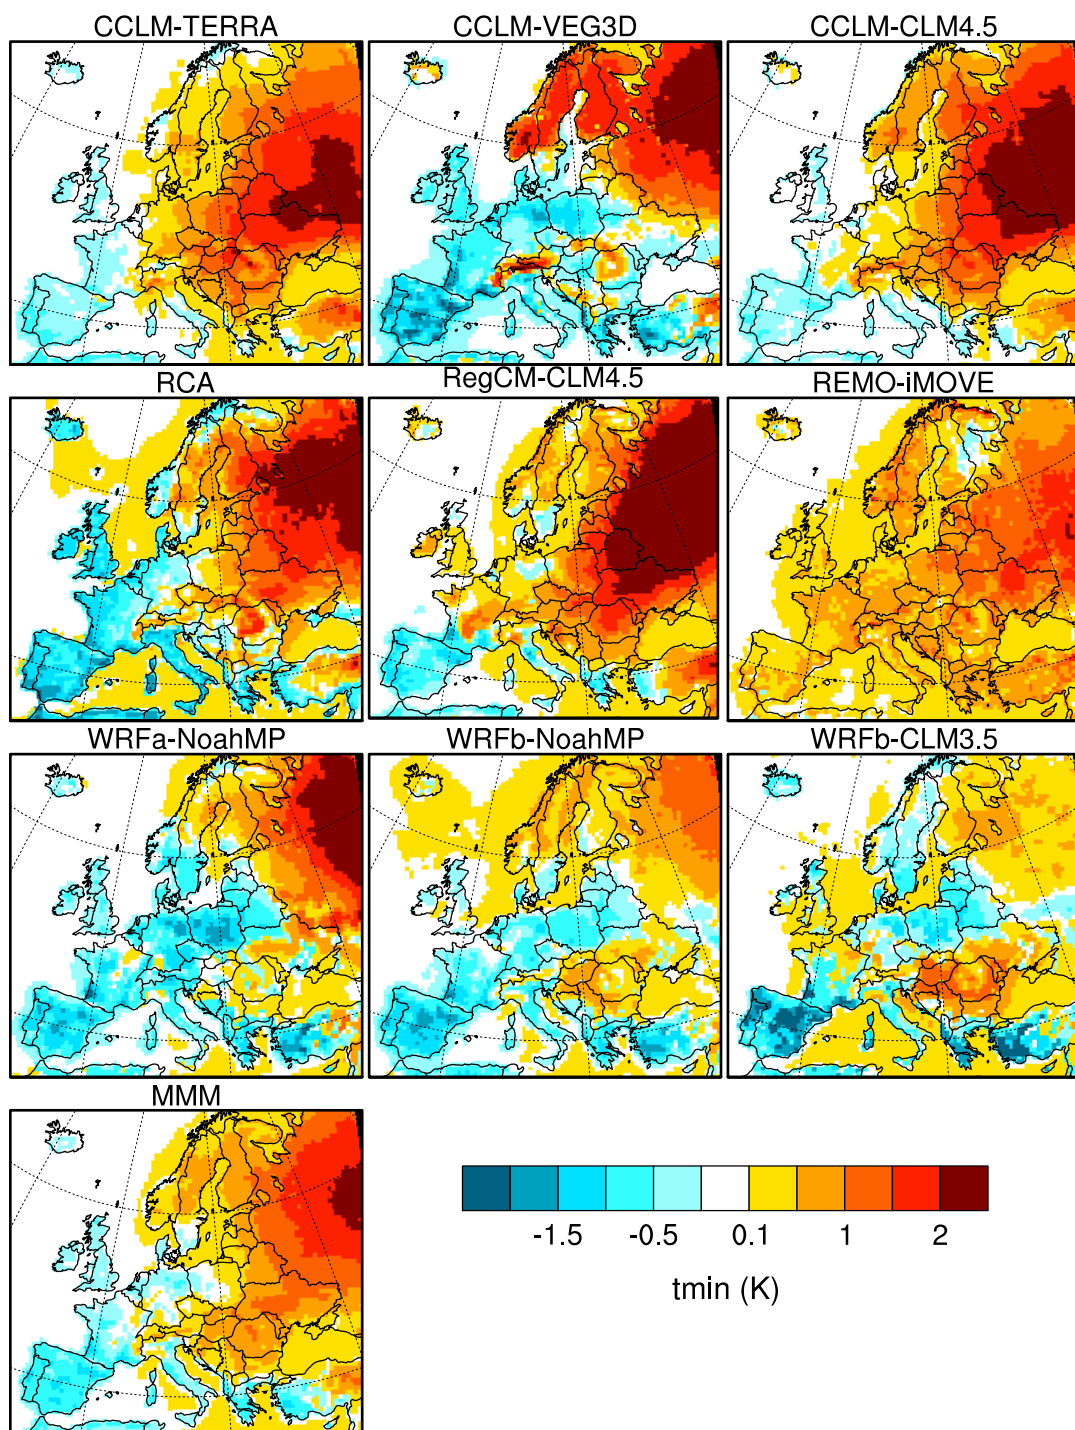 CCLM-TERRA
CCLM-VEG3D
CCLM-CLM4.5
RCA
RegCM-CLM4.5
REMO-iMOVE
WRFa-NoahMP
WRFb-NoahMP
WRFb-CLM3.5
MMM
-1.5 -0.5 0.1 1 2
tmin (K)